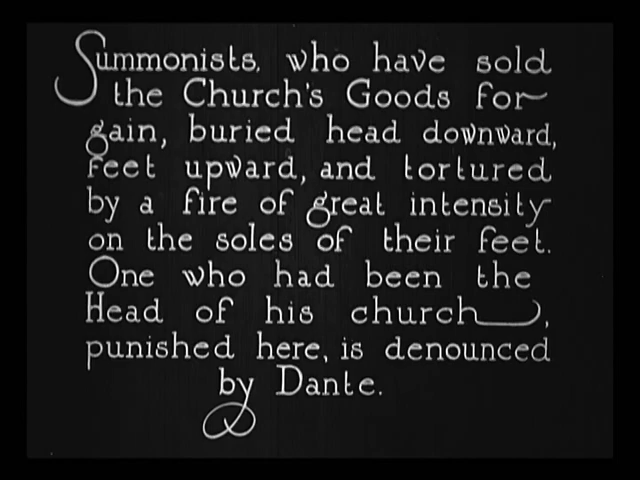 Summonists, who have sold
the Church's Goods for
gain, buried head downward,
feet upward, and tortured
by a fire of great intensity
on the soles of their feet.
One who had been the
Head of his church,
punished here, is denounced
by Dante.